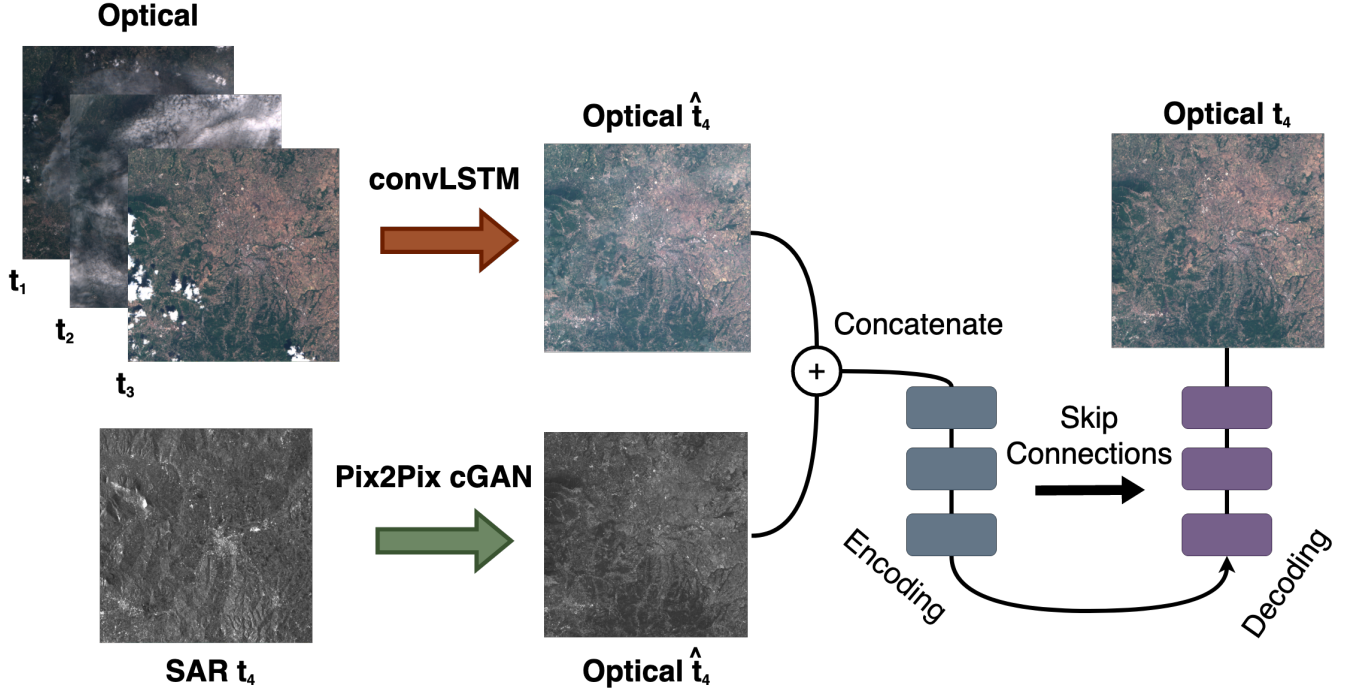 Optical
t₁
t₂
t₃
convLSTM
Optical t̂₄
SAR t₄
Pix2Pix cGAN
Optical t̂₄
+
Concatenate
Encoding
Skip
Connections
Decoding
Optical t₄